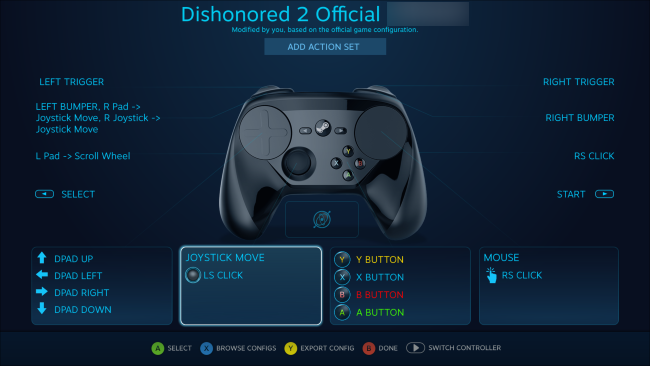 Dishonored 2 Official
Modified by you, based on the official game configuration.
ADD ACTION SET
LEFT TRIGGER
RIGHT TRIGGER
LEFT BUMPER, R Pad ->
Joystick Move, R Joystick ->
Joystick Move
RIGHT BUMPER
L Pad -> Scroll Wheel
RS CLICK
SELECT
START
Y
X
B
A
DPAD UP
DPAD LEFT
DPAD RIGHT
DPAD DOWN
JOYSTICK MOVE
LS CLICK
Y Y BUTTON
X X BUTTON
B B BUTTON
A A BUTTON
MOUSE
RS CLICK
A SELECT X BROWSE CONFIGS Y EXPORT CONFIG B DONE SWITCH CONTROLLER